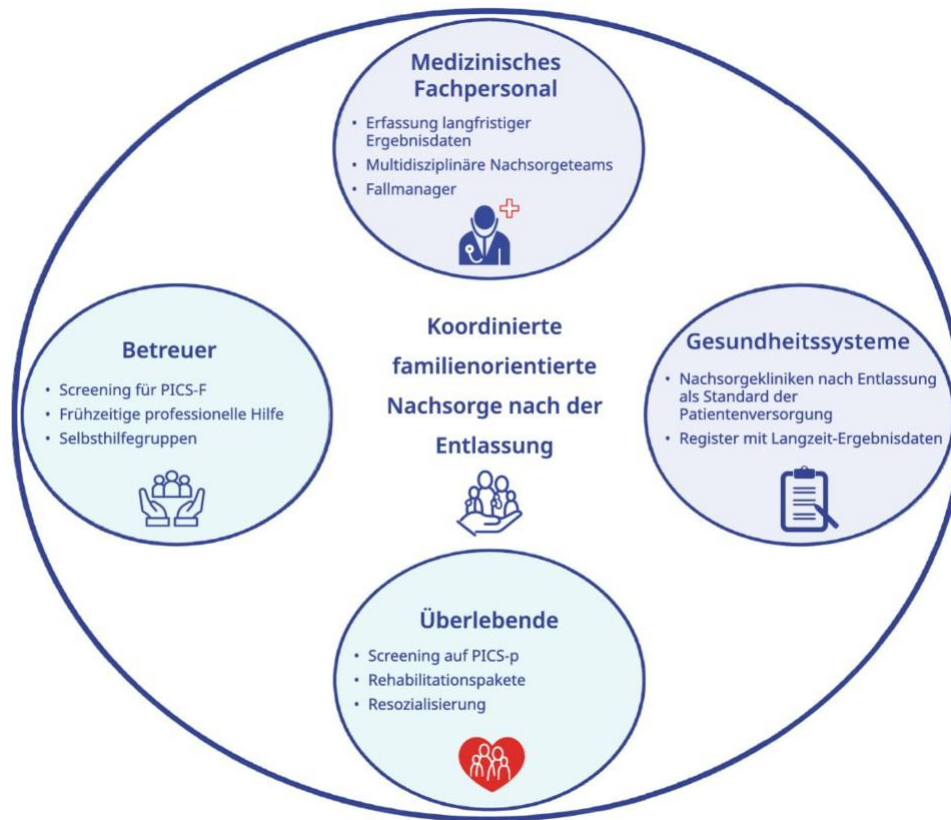 Medizinisches
Fachpersonal
• Erfassung langfristiger
Ergebnisdaten
• Multidisziplinäre Nachsorgeteams
• Fallmanager
Betreuer
• Screening für PICS-F
• Frühzeitige professionelle Hilfe
• Selbsthilfegruppen
Koordinierte
familienorientierte
Nachsorge nach der
Entlassung
Gesundheitssysteme
• Nachsorgekliniken nach Entlassung
als Standard der
Patientenversorgung
• Register mit Langzeit-Ergebnisdaten
Überlebende
• Screening auf PICS-p
• Rehabilitationspakete
• Resozialisierung